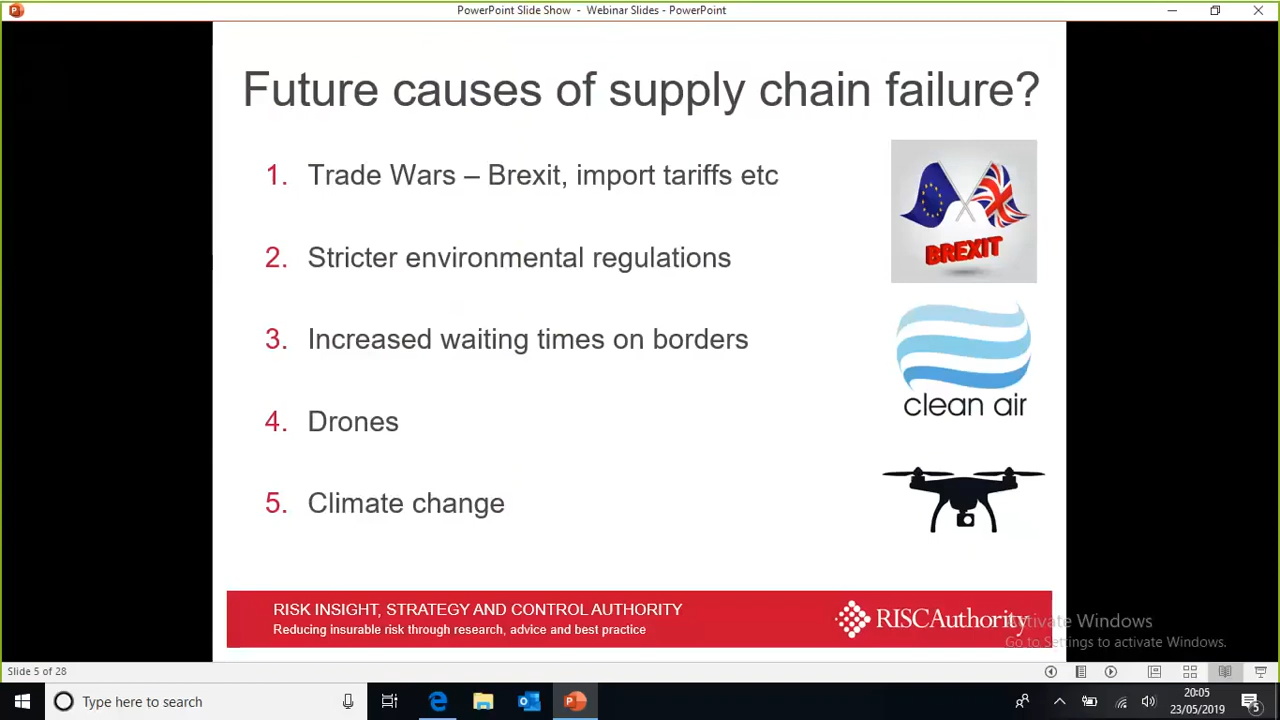 PowerPoint Slide Show - Webinar Slides - PowerPoint
Future causes of supply chain failure?
1. Trade Wars – Brexit, import tariffs etc
BREXIT
2. Stricter environmental regulations
3. Increased waiting times on borders
clean air
4. Drones
5. Climate change
RISK INSIGHT, STRATEGY AND CONTROL AUTHORITY
Reducing insurable risk through research, advice and best practice
RISCAuthority
Activate Windows
Go to Settings to activate Windows.
Slide 5 of 28
Type here to search
20:05
23/05/2019
5